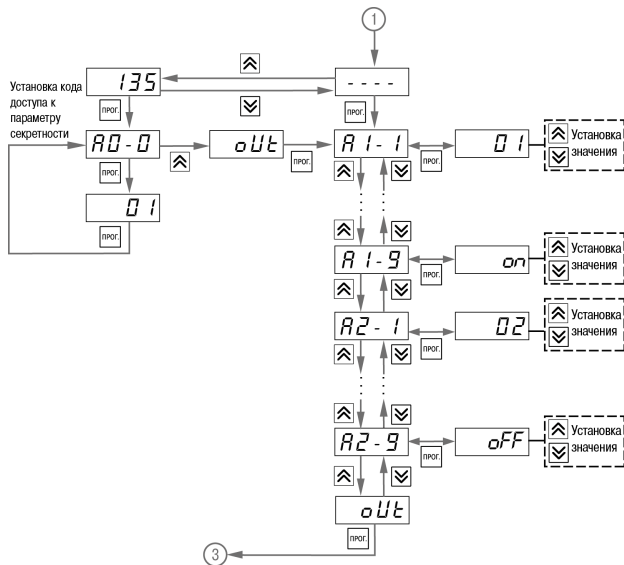 1
135
- - - -
Установка кода
доступа к
параметру
секретности
ПРОГ.
ПРОГ.
A0-0
oUt
ПРОГ.
A1-1
ПРОГ.
01
Установка
значения
ПРОГ.
01
ПРОГ.
A1-9
ПРОГ.
on
Установка
значения
A2-1
ПРОГ.
02
Установка
значения
A2-9
ПРОГ.
oFF
Установка
значения
oUt
ПРОГ.
3